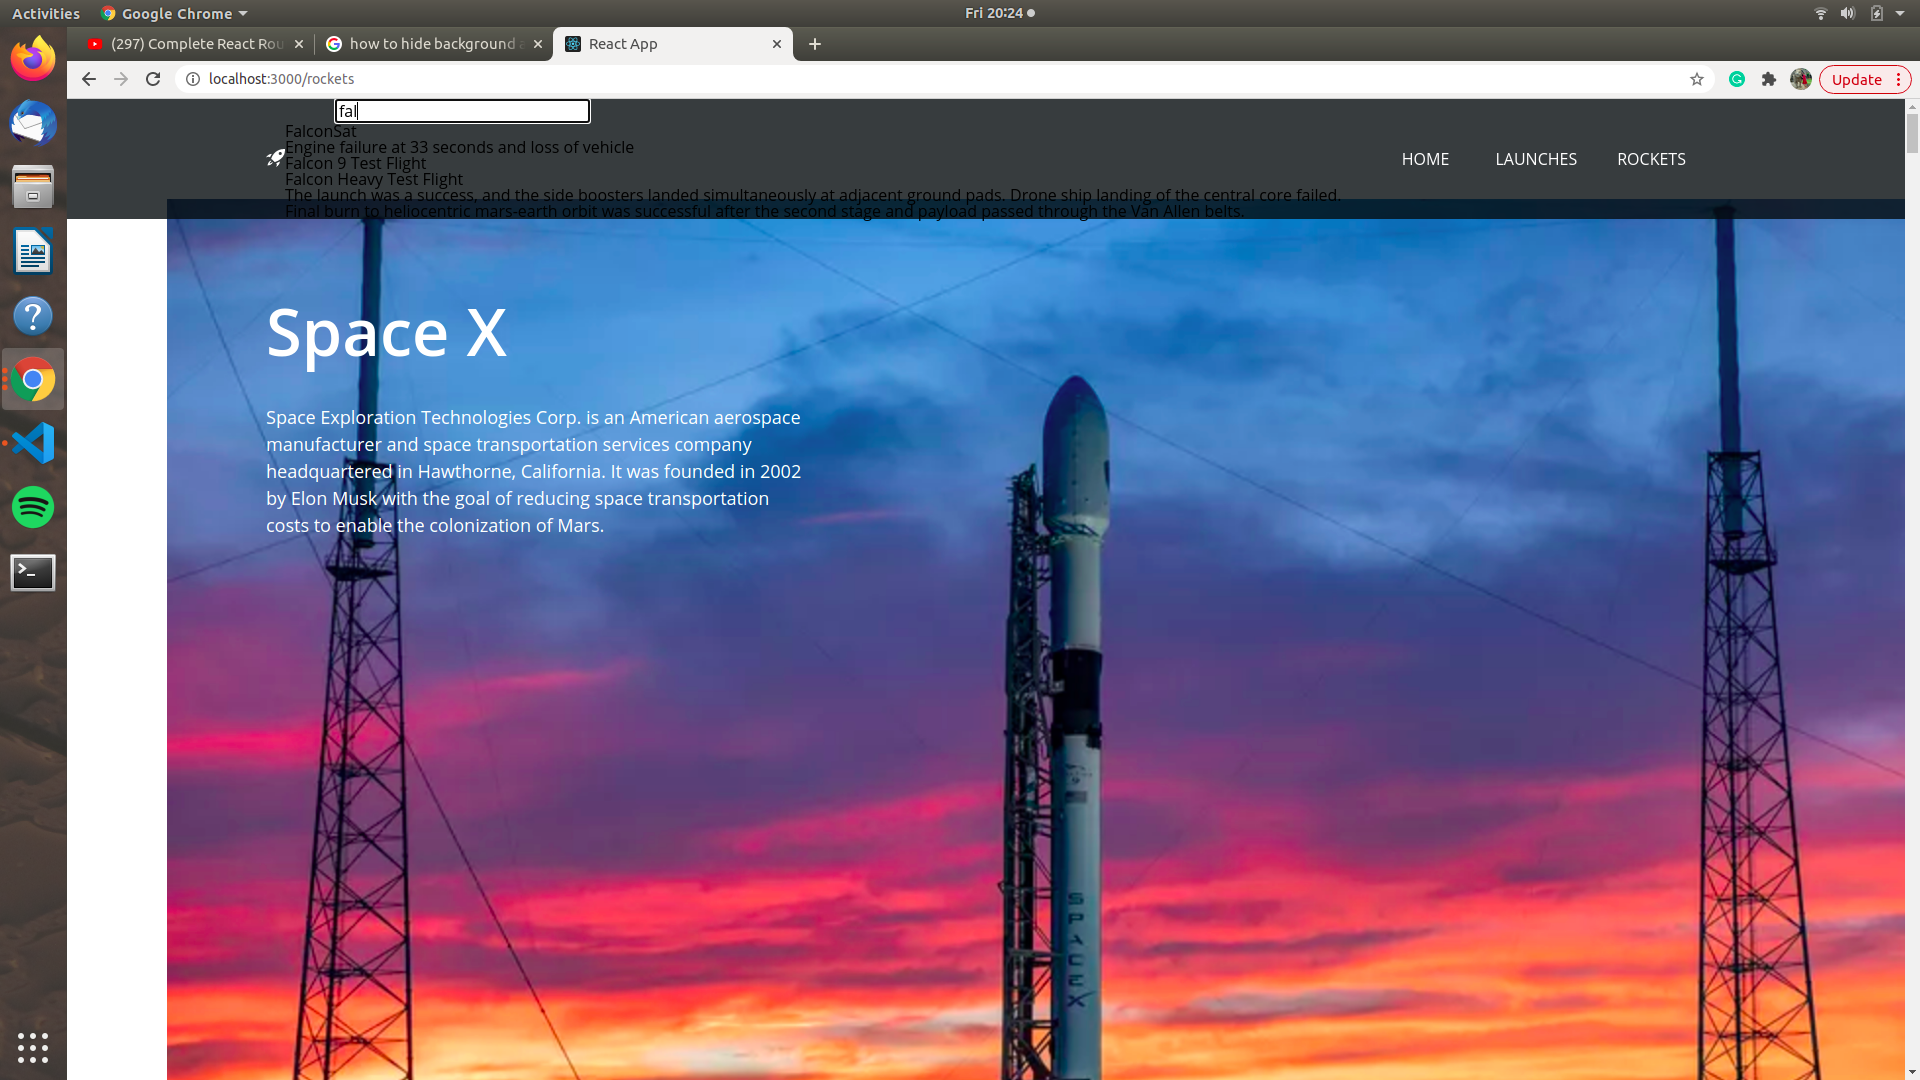 Activities
Google Chrome
Fri 20:24
(297) Complete React Rou
how to hide background a
React App
localhost:3000/rockets
Update
fal
FalconSat
Engine failure at 33 seconds and loss of vehicle
Falcon 9 Test Flight
Falcon Heavy Test Flight
The launch was a success, and the side boosters landed simultaneously at adjacent ground pads. Drone ship landing of the central core failed.
Final burn to heliocentric mars-earth orbit was successful after the second stage and payload passed through the Van Allen belts.
HOME
LAUNCHES
ROCKETS
Space X
Space Exploration Technologies Corp. is an American aerospace
manufacturer and space transportation services company
headquartered in Hawthorne, California. It was founded in 2002
by Elon Musk with the goal of reducing space transportation
costs to enable the colonization of Mars.
SPACEX